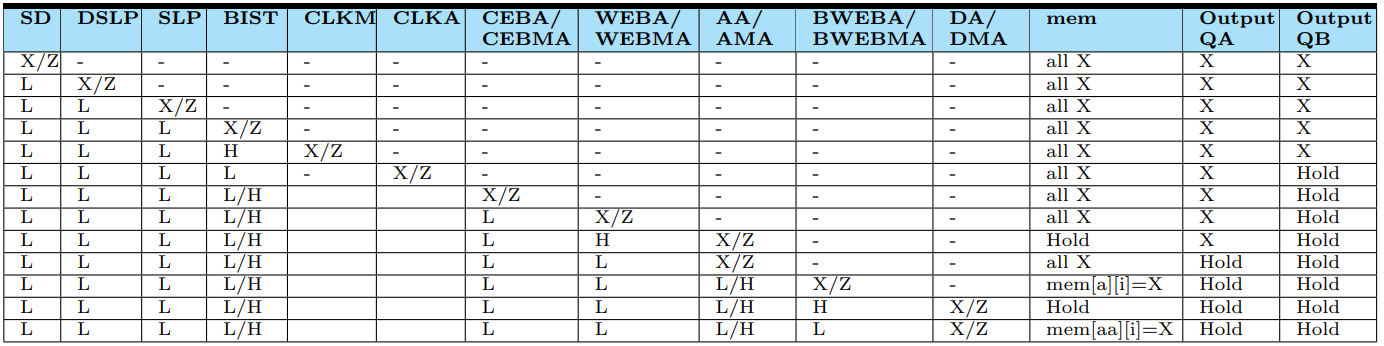 SD DSLP SLP BIST CLKM CLKA CEBA/ WEBA/ AA/ BWEBA/ DA/ mem Output Output
CEBMA WEBMA AMA BWEBMA DMA QA QB
X/Z - - - - - - - - - - all X X X
L X/Z - - - - - - - - - all X X X
L L X/Z - - - - - - - - all X X X
L L L X/Z - - - - - - - all X X X
L L L H X/Z - - - - - - all X X X
L L L L - X/Z - - - - - all X X Hold
L L L L/H X/Z - - - - all X X Hold
L L L L/H L X/Z - - - all X X Hold
L L L L/H L H X/Z - - Hold X Hold
L L L L/H L L X/Z - - all X Hold Hold
L L L L/H L L L/H X/Z - mem[a][i]=X Hold Hold
L L L L/H L L L/H H X/Z Hold Hold Hold
L L L L/H L L L/H L X/Z mem[aa][i]=X Hold Hold